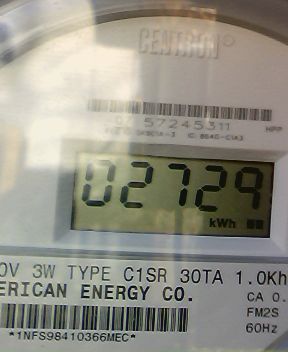 CENTRON®
57245311
HPP
02729
kWh
0V 3W TYPE C1SR 30TA 1.0Kh
ERICAN ENERGY CO.
CA 0.
FM2S
60Hz
*1NFS98410366MEC*